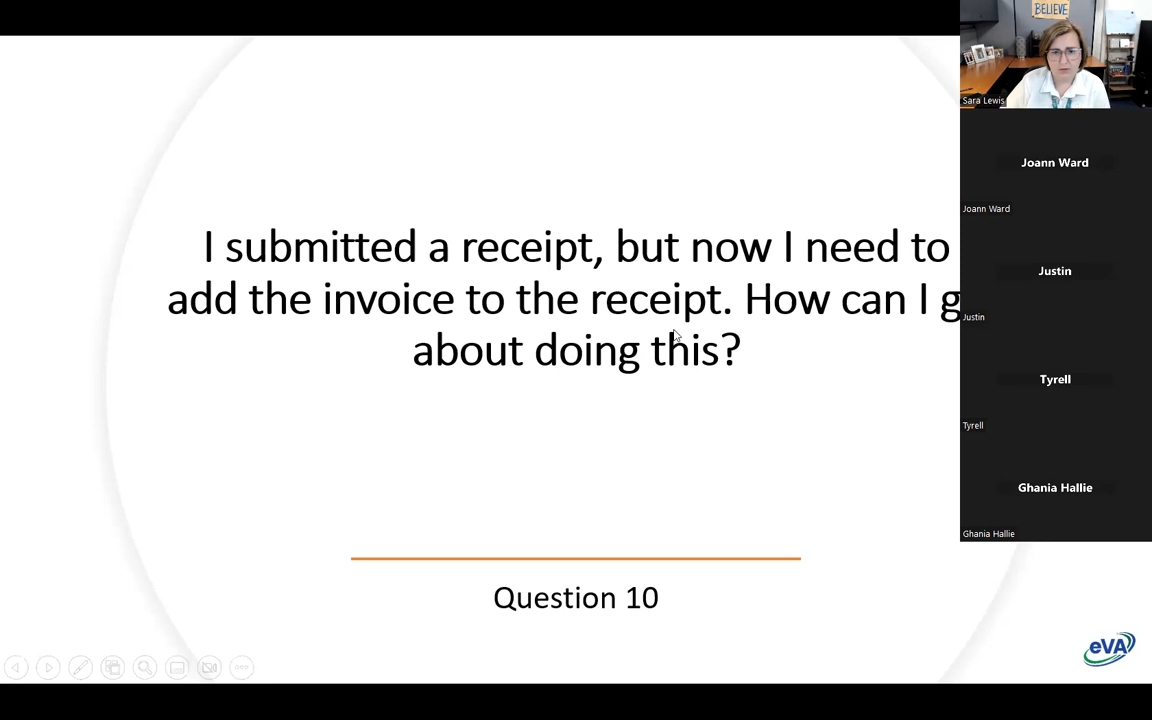 BELIEVE
Sara Lewis
Joann Ward
Joann Ward
Justin
Justin
Tyrell
Tyrell
Ghania Hallie
Ghania Hallie
I submitted a receipt, but now I need to
add the invoice to the receipt. How can I g
about doing this?
Question 10
eVA